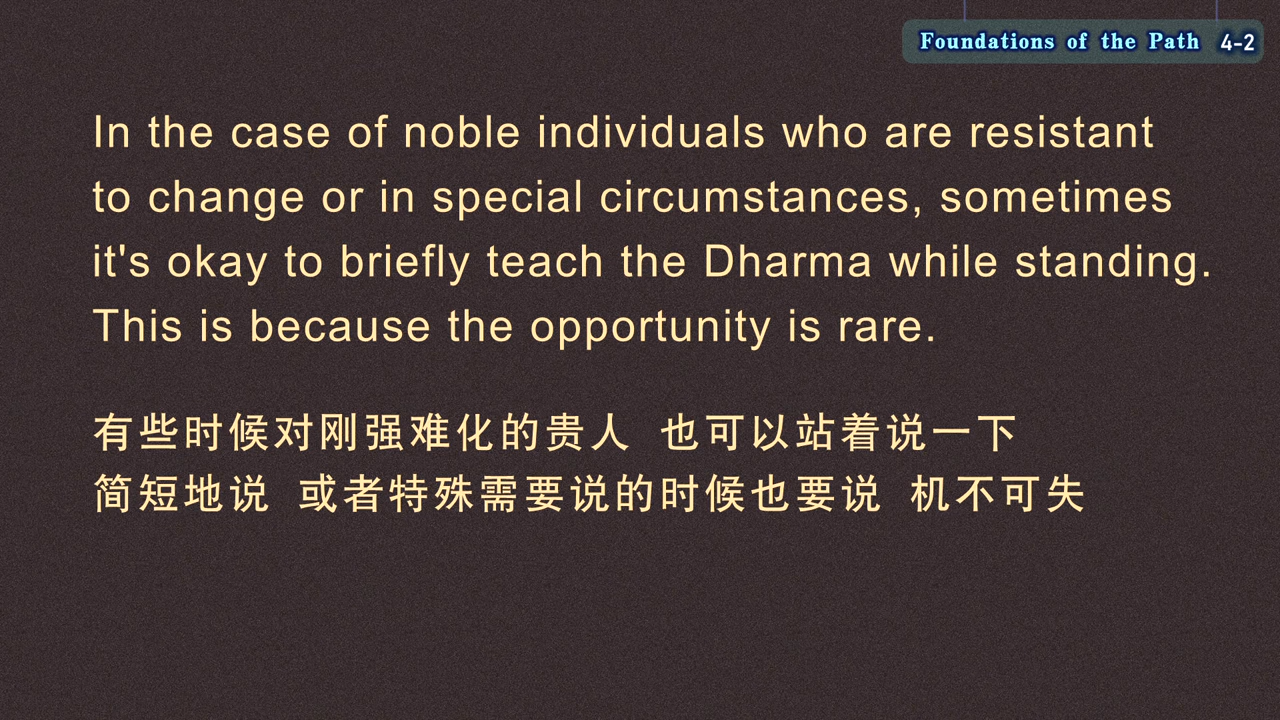 Foundations of the Path 4-2
In the case of noble individuals who are resistant
to change or in special circumstances, sometimes
it's okay to briefly teach the Dharma while standing.
This is because the opportunity is rare.
有些时候对刚强难化的贵人 也可以站着说一下
简短地说 或者特殊需要说的时候也要说 机不可失